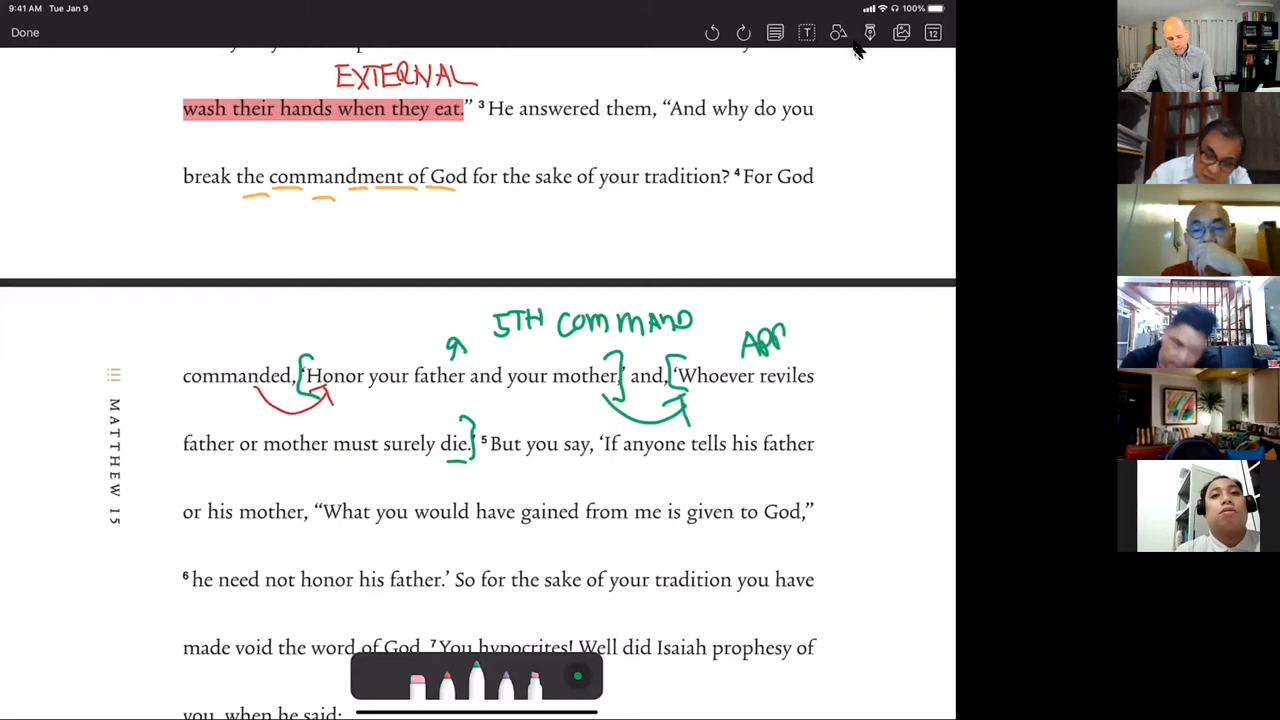 9:41 AM Tue Jan 9
100%
Done
12
EXTERNAL
wash their hands when they eat.” ³ He answered them, “And why do you
break the commandment of God for the sake of your tradition? ⁴ For God
5TH COMMAND
APP
commanded, ‘Honor your father and your mother,’ and, ‘Whoever reviles
father or mother must surely die.’ ⁵ But you say, ‘If anyone tells his father
or his mother, “What you would have gained from me is given to God,”
⁶ he need not honor his father.’ So for the sake of your tradition you have
made void the word of God. ⁷ You hypocrites! Well did Isaiah prophesy of
you, when he said:
MATTHEW 15